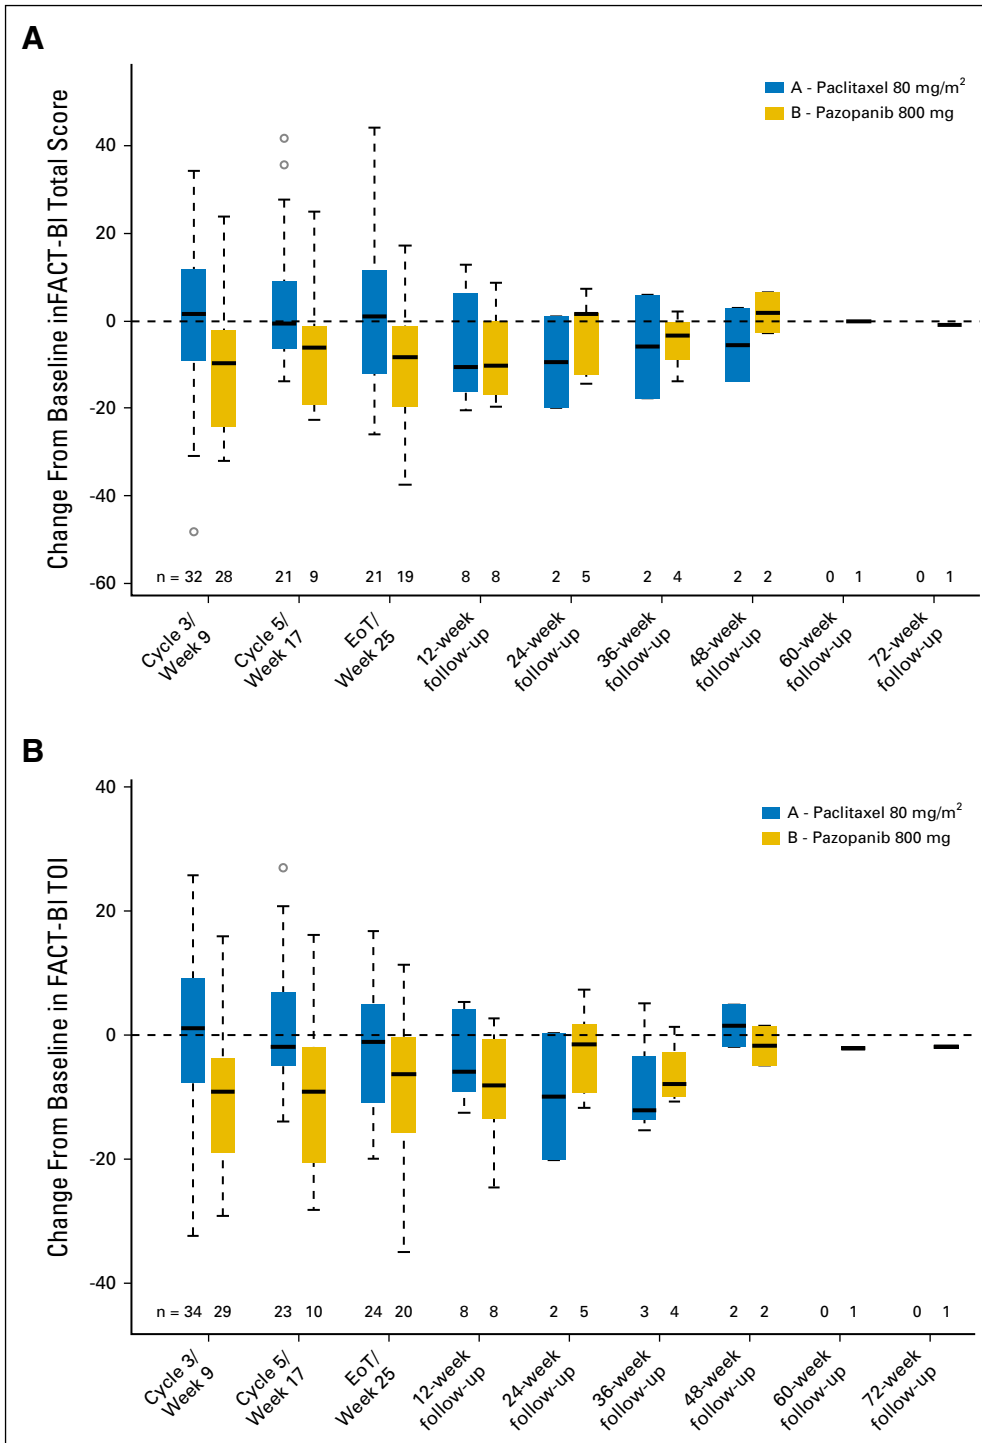 A
A - Paclitaxel 80 mg/m²
B - Pazopanib 800 mg
Change From Baseline inFACT-Bl Total Score
40
20
0
-20
-40
-60
n = 32 28 21 9 21 19 8 8 2 5 2 4 2 2 0 1 0 1
Cycle 3/
Week 9
Cycle 5/
Week 17
EoT/
Week 25
12-week
follow-up
24-week
follow-up
36-week
follow-up
48-week
follow-up
60-week
follow-up
72-week
follow-up
B
A - Paclitaxel 80 mg/m²
B - Pazopanib 800 mg
Change From Baseline in FACT-Bl TOI
40
20
0
-20
-40
n = 34 29 23 10 24 20 8 8 2 5 3 4 2 2 0 1 0 1
Cycle 3/
Week 9
Cycle 5/
Week 17
EoT/
Week 25
12-week
follow-up
24-week
follow-up
36-week
follow-up
48-week
follow-up
60-week
follow-up
72-week
follow-up